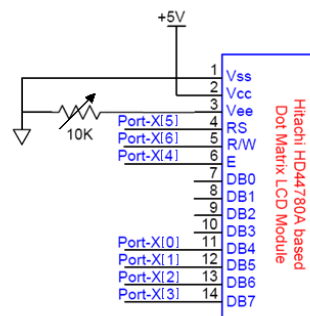 +5V
1 Vss
2 Vcc
3 Vee
10K
Port-X[5] 4 RS
Port-X[6] 5 R/W
Port-X[4] 6 E
7 DB0
8 DB1
9 DB2
10 DB3
Port-X[0] 11 DB4
Port-X[1] 12 DB5
Port-X[2] 13 DB6
Port-X[3] 14 DB7
Hitachi HD44780A based
Dot Matrix LCD Module